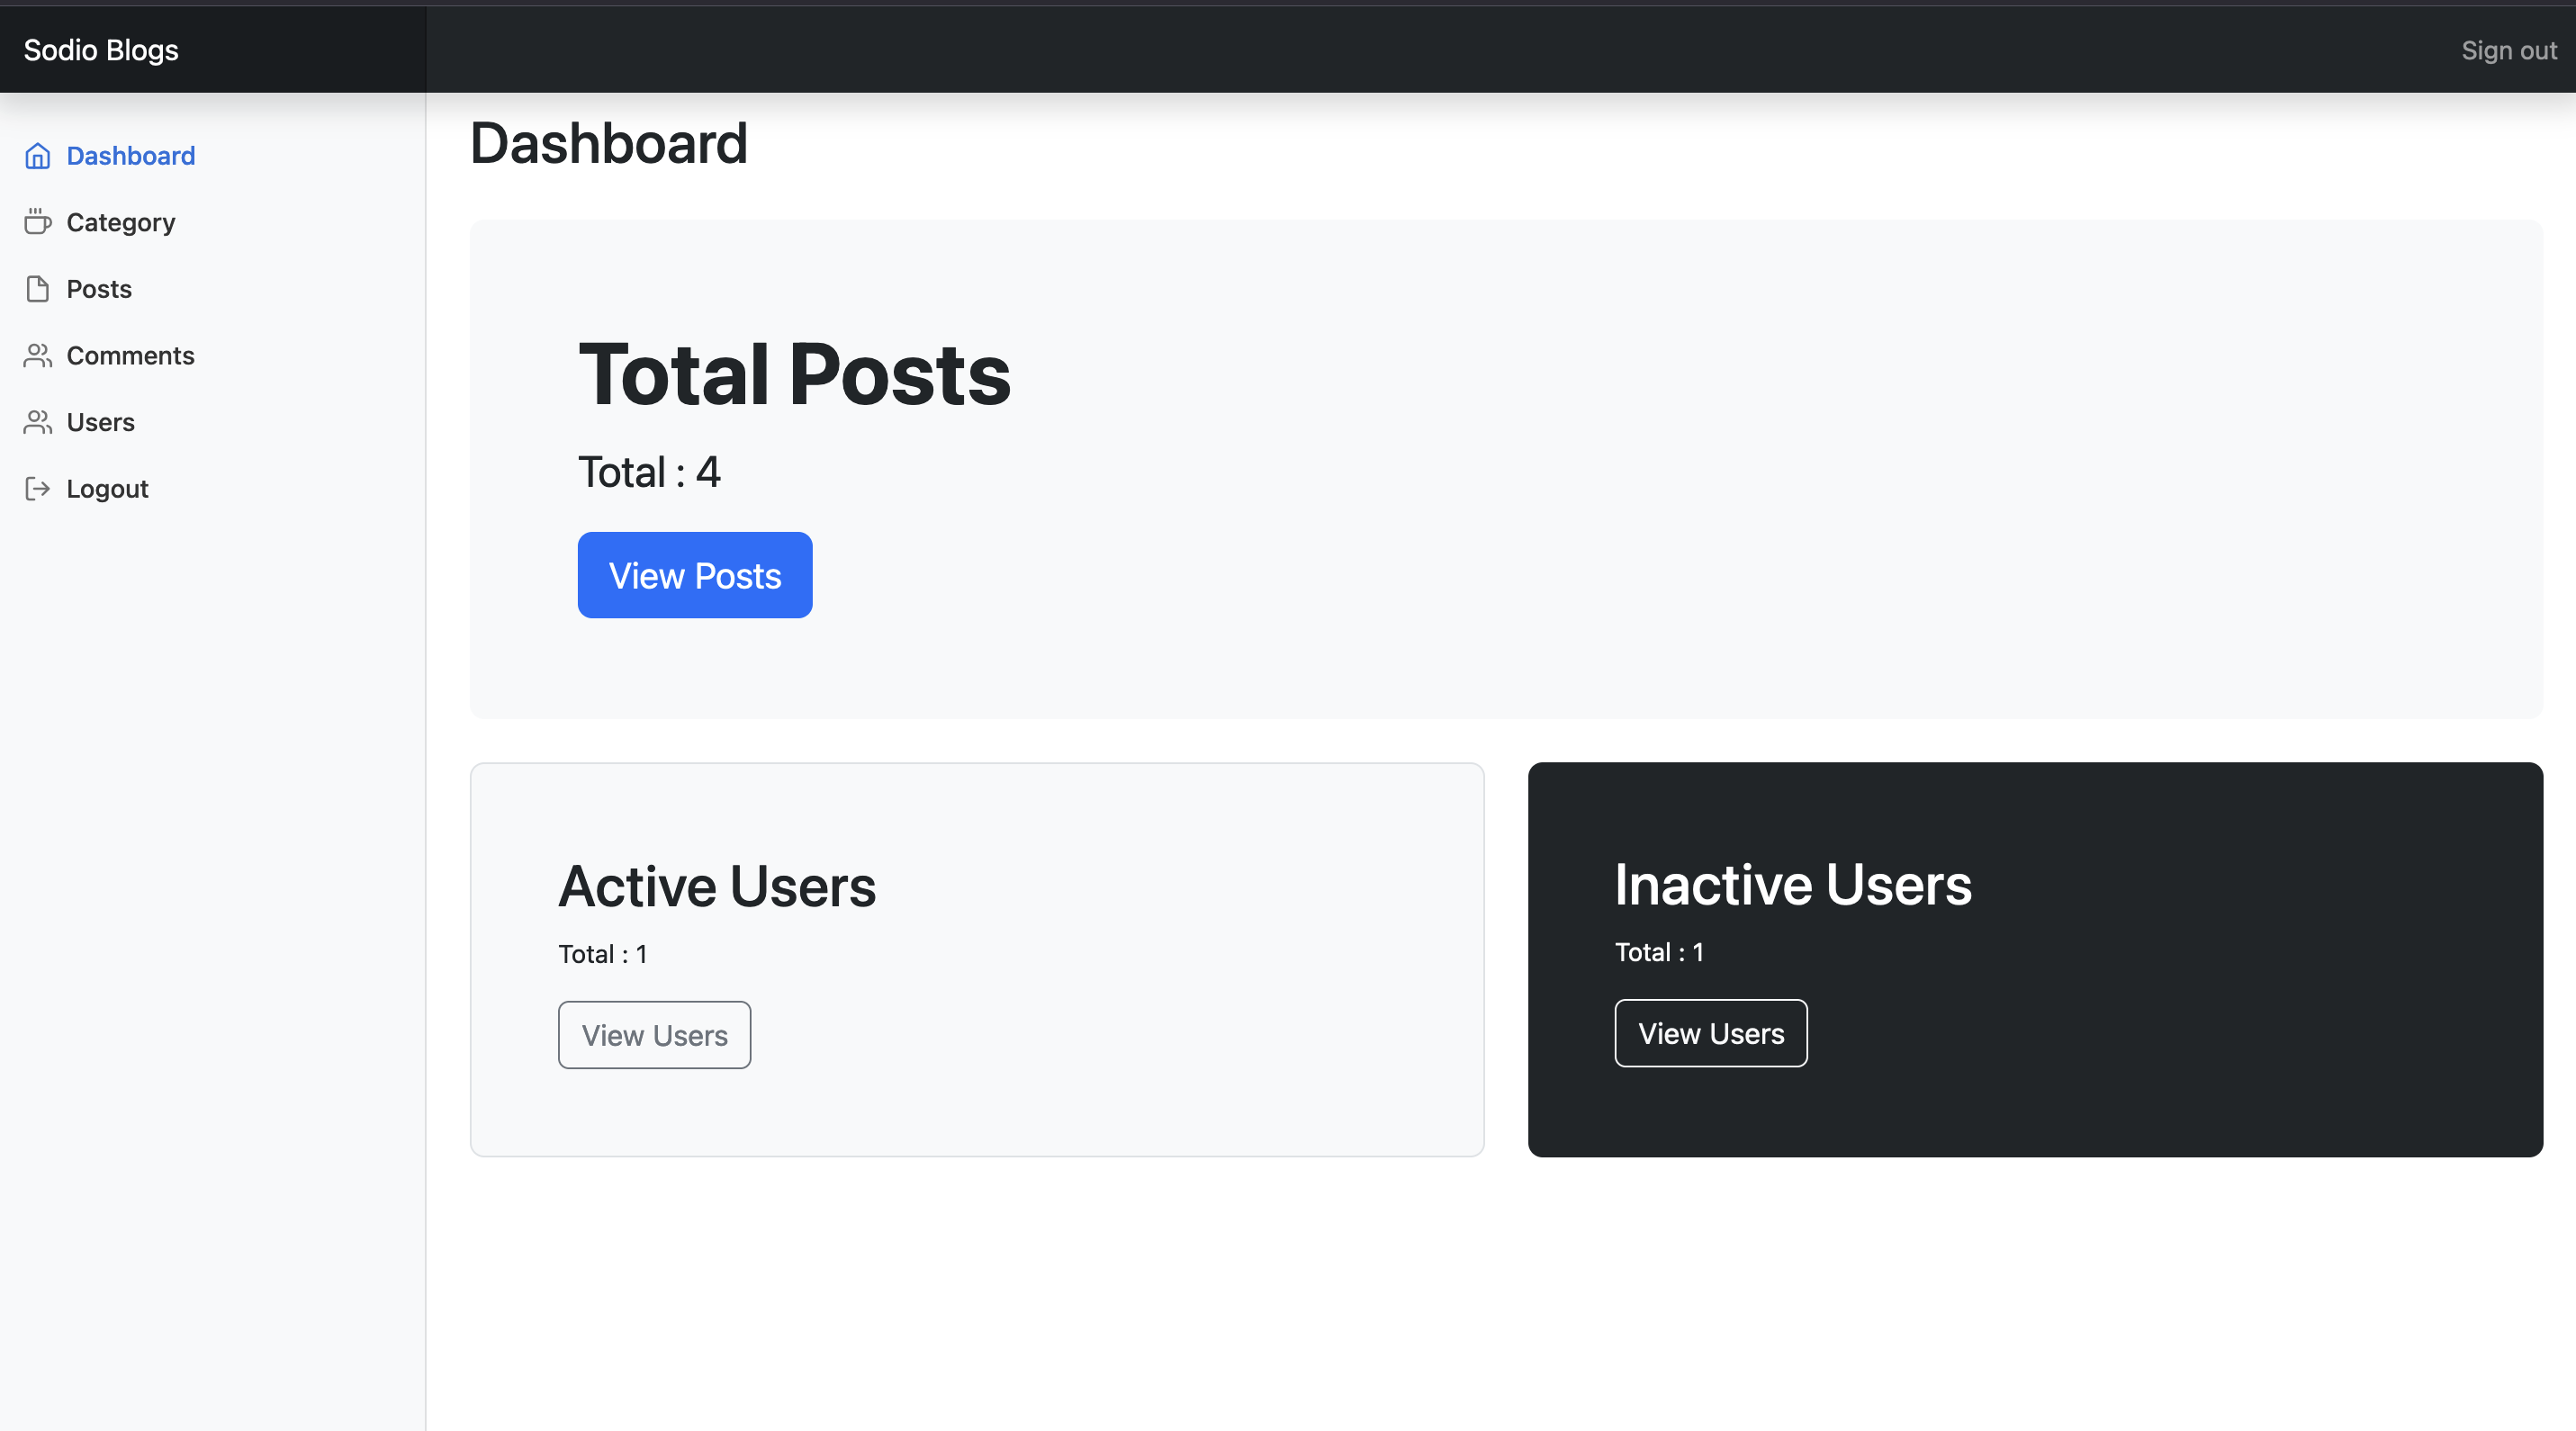 Sodio Blogs
Sign out
Dashboard
Category
Posts
Comments
Users
Logout
Dashboard
Total Posts
Total : 4
View Posts
Active Users
Total : 1
View Users
Inactive Users
Total : 1
View Users